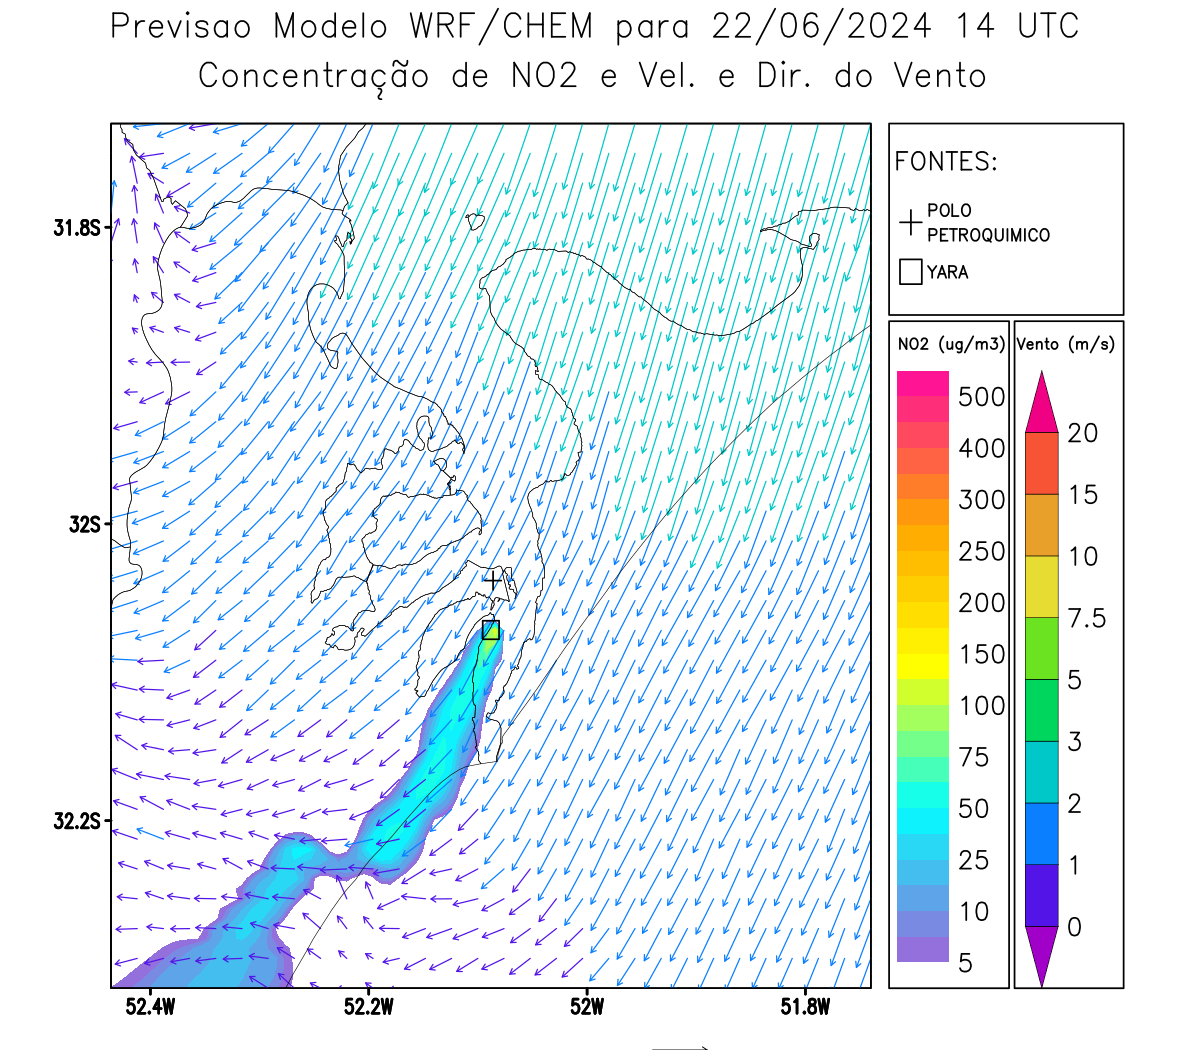 Previsao Modelo WRF/CHEM para 22/06/2024 14 UTC
Concentração de NO2 e Vel. e Dir. do Vento
FONTES:
POLO
PETROQUIMICO
YARA
NO2 (ug/m3)
500
400
300
250
200
150
100
75
50
25
10
5
Vento (m/s)
20
15
10
7.5
5
3
2
1
0
31.8S
32S
32.2S
52.4W
52.2W
52W
51.8W